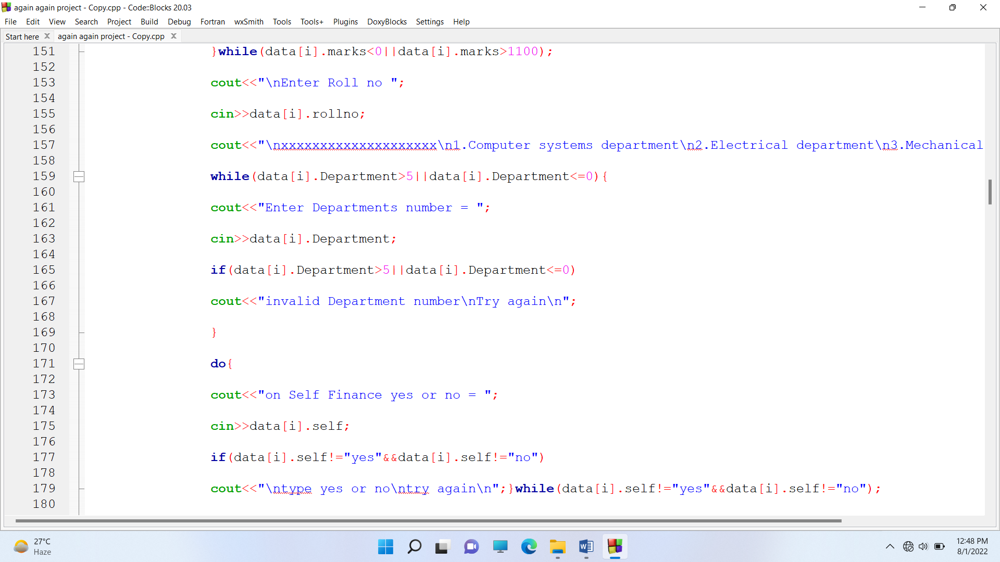 again again project - Copy.cpp - Code::Blocks 20.03
File Edit View Search Project Build Debug Fortran wxSmith Tools Tools+ Plugins DoxyBlocks Settings Help
Start here again again project - Copy.cpp
151 }while(data[i].marks<0||data[i].marks>1100);
152
153 cout<<"\nEnter Roll no ";
154
155 cin>>data[i].rollno;
156
157 cout<<"\nxxxxxxxxxxxxxxxxxxxx\n1.Computer systems department\n2.Electrical department\n3.Mechanical
158
159 while(data[i].Department>5||data[i].Department<=0){
160
161 cout<<"Enter Departments number = ";
162
163 cin>>data[i].Department;
164
165 if(data[i].Department>5||data[i].Department<=0)
166
167 cout<<"invalid Department number\nTry again\n";
168
169 }
170
171 do{
172
173 cout<<"on Self Finance yes or no = ";
174
175 cin>>data[i].self;
176
177 if(data[i].self!="yes"&&data[i].self!="no")
178
179 cout<<"\ntype yes or no\ntry again\n";}while(data[i].self!="yes"&&data[i].self!="no");
180
27°C
Haze
12:48 PM
8/1/2022